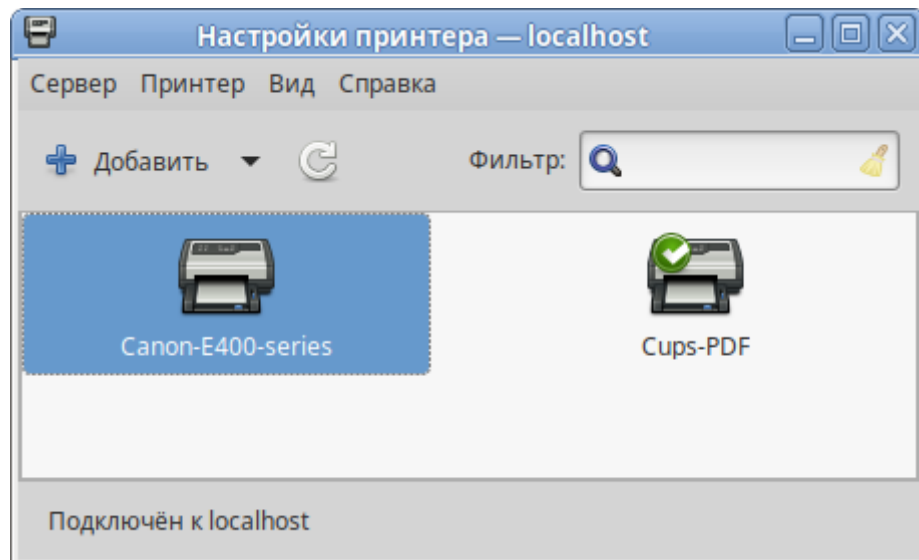 Настройки принтера — localhost
Сервер Принтер Вид Справка
Добавить Фильтр:
Canon-E400-series Cups-PDF
Подключён к localhost